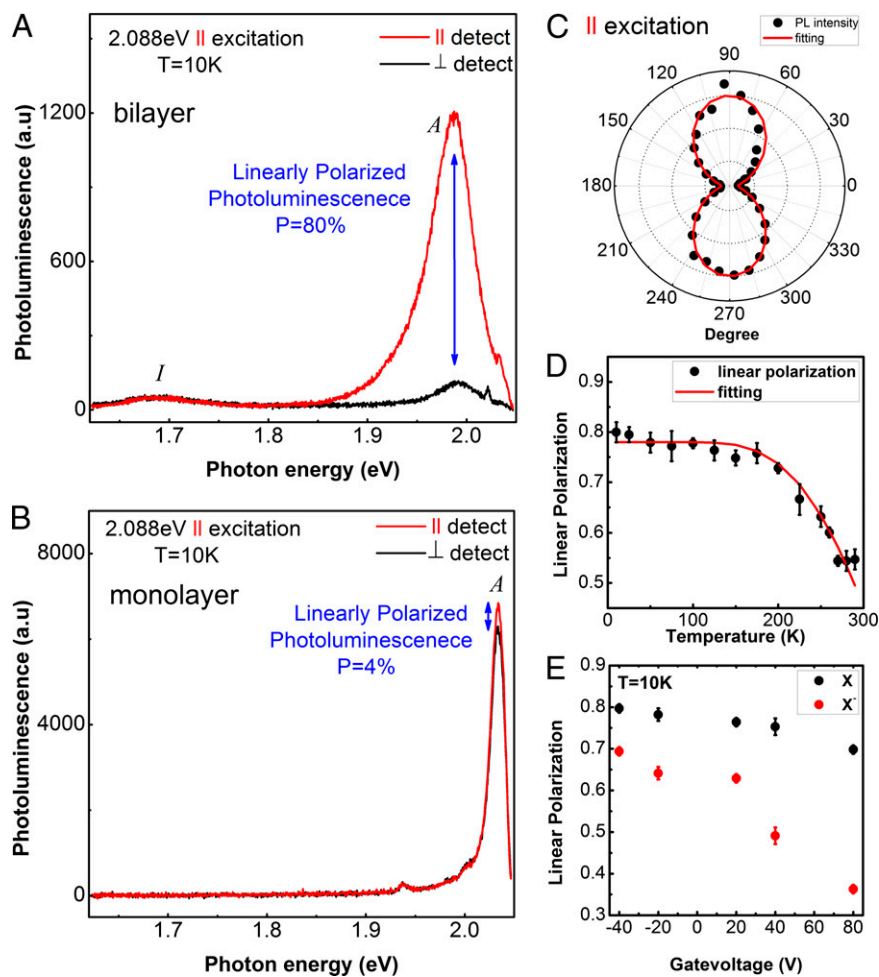 A
2.088eV || excitation
T=10K
|| detect
⊥ detect
bilayer
A
Linearly Polarized
Photoluminescenece
P=80%
I
1200
600
0
1.7
1.8
1.9
2.0
Photoluminescence (a.u)
Photon energy (eV)
B
2.088eV || excitation
T=10K
|| detect
⊥ detect
monolayer
A
Linearly Polarized
Photoluminescenece
P=4%
8000
4000
0
1.7
1.8
1.9
2.0
Photoluminescence (a.u)
Photon energy (eV)
C || excitation
PL intensity
fitting
90
120
60
150
30
180
0
210
330
240
300
270
Degree
D
linear polarization
fitting
0.9
0.8
0.7
0.6
0.5
0
100
200
300
Linear Polarization
Temperature (K)
E
T=10K
X
X⁻
0.9
0.8
0.7
0.6
0.5
0.4
0.3
-40
-20
0
20
40
60
80
Linear Polarization
Gatevoltage (V)